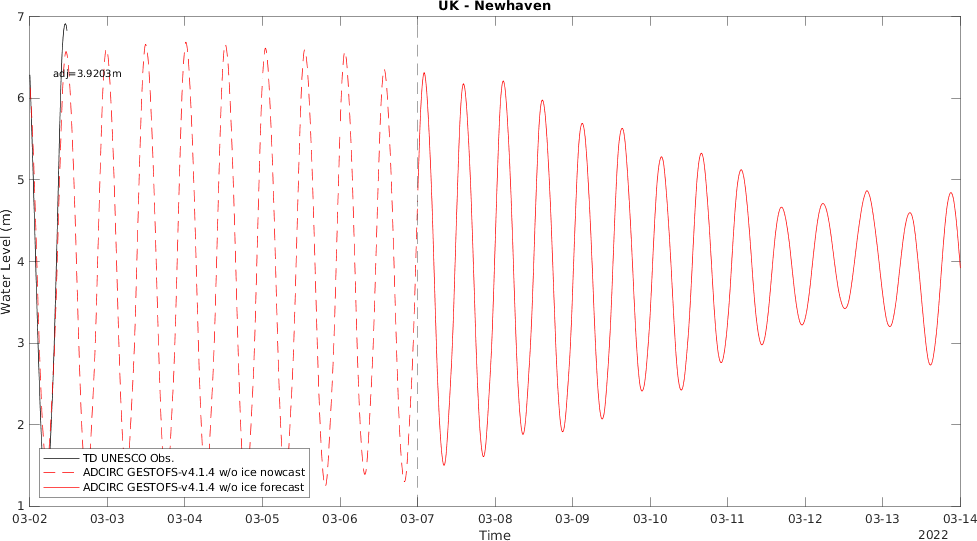 UK - Newhaven
7
6
5
4
3
2
1
Water Level (m)
adj=3.9203m
TD UNESCO Obs.
ADCIRC GESTOFS-v4.1.4 w/o ice nowcast
ADCIRC GESTOFS-v4.1.4 w/o ice forecast
03-02 03-03 03-04 03-05 03-06 03-07 03-08 03-09 03-10 03-11 03-12 03-13 03-14
Time
2022